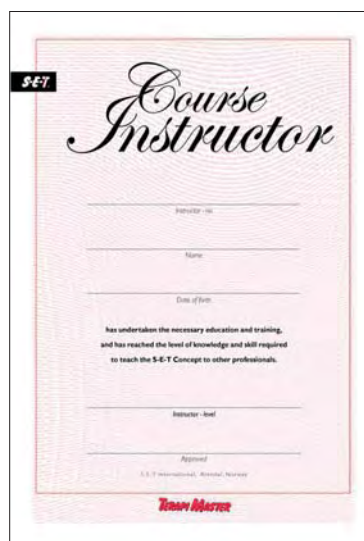 S-E-T
Course
Instructor
Instructor - no.
Name
Date of birth
has undertaken the necessary education and training,
and has reached the level of knowledge and skill required
to teach the S-E-T Concept to other professionals.
Instructor - level
Approved
S-E-T international, Arendal, Norway
TERAPI MASTER